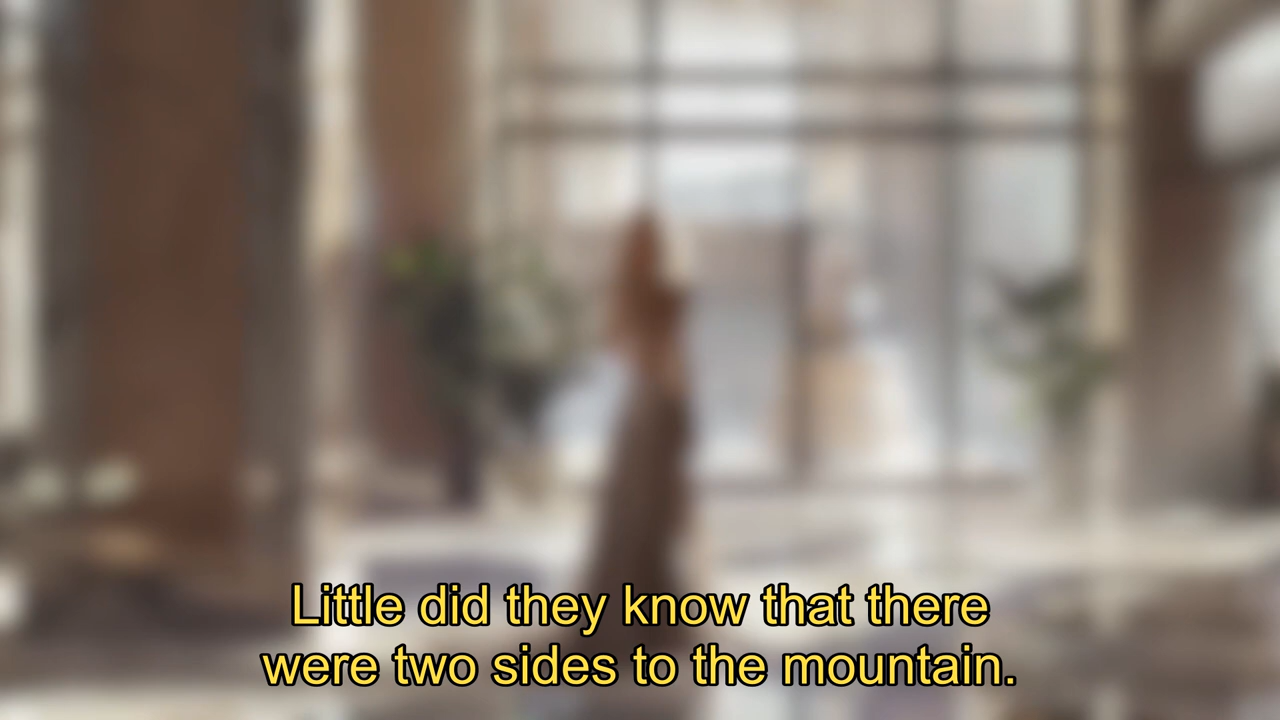 Little did they know that there
were two sides to the mountain.